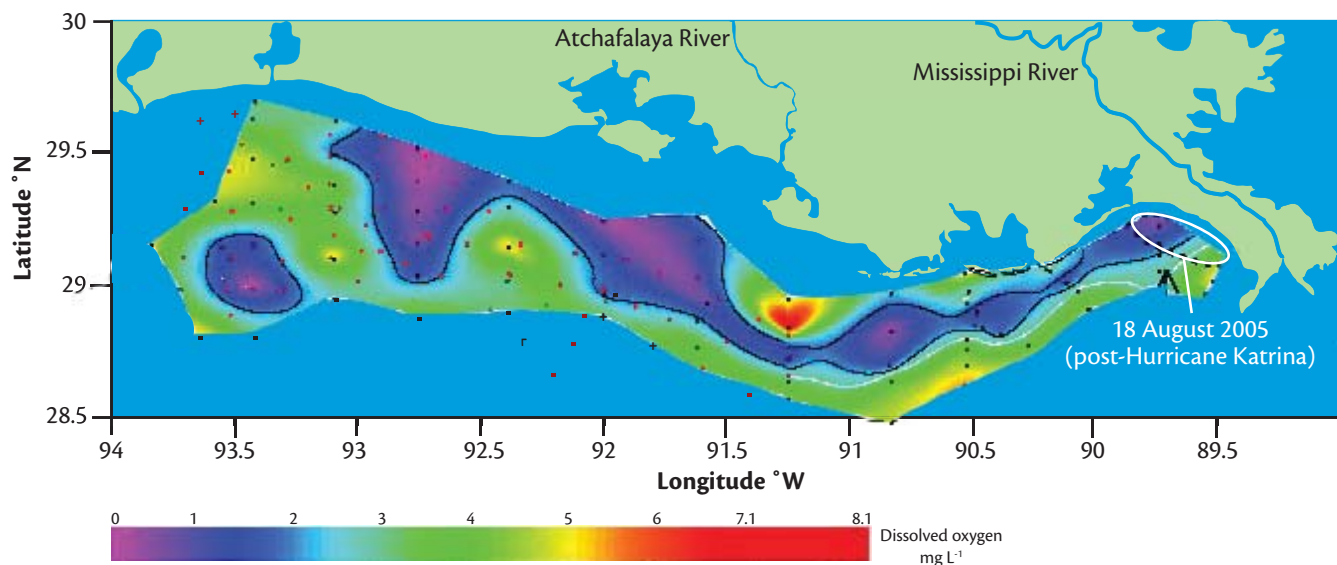 30
Atchafalaya River
Mississippi River
29.5
Latitude °N
29
18 August 2005
(post-Hurricane Katrina)
28.5
94 93.5 93 92.5 92 91.5 91 90.5 90 89.5
Longitude °W
0 1 2 3 4 5 6 7.1 8.1
Dissolved oxygen
mg L-1